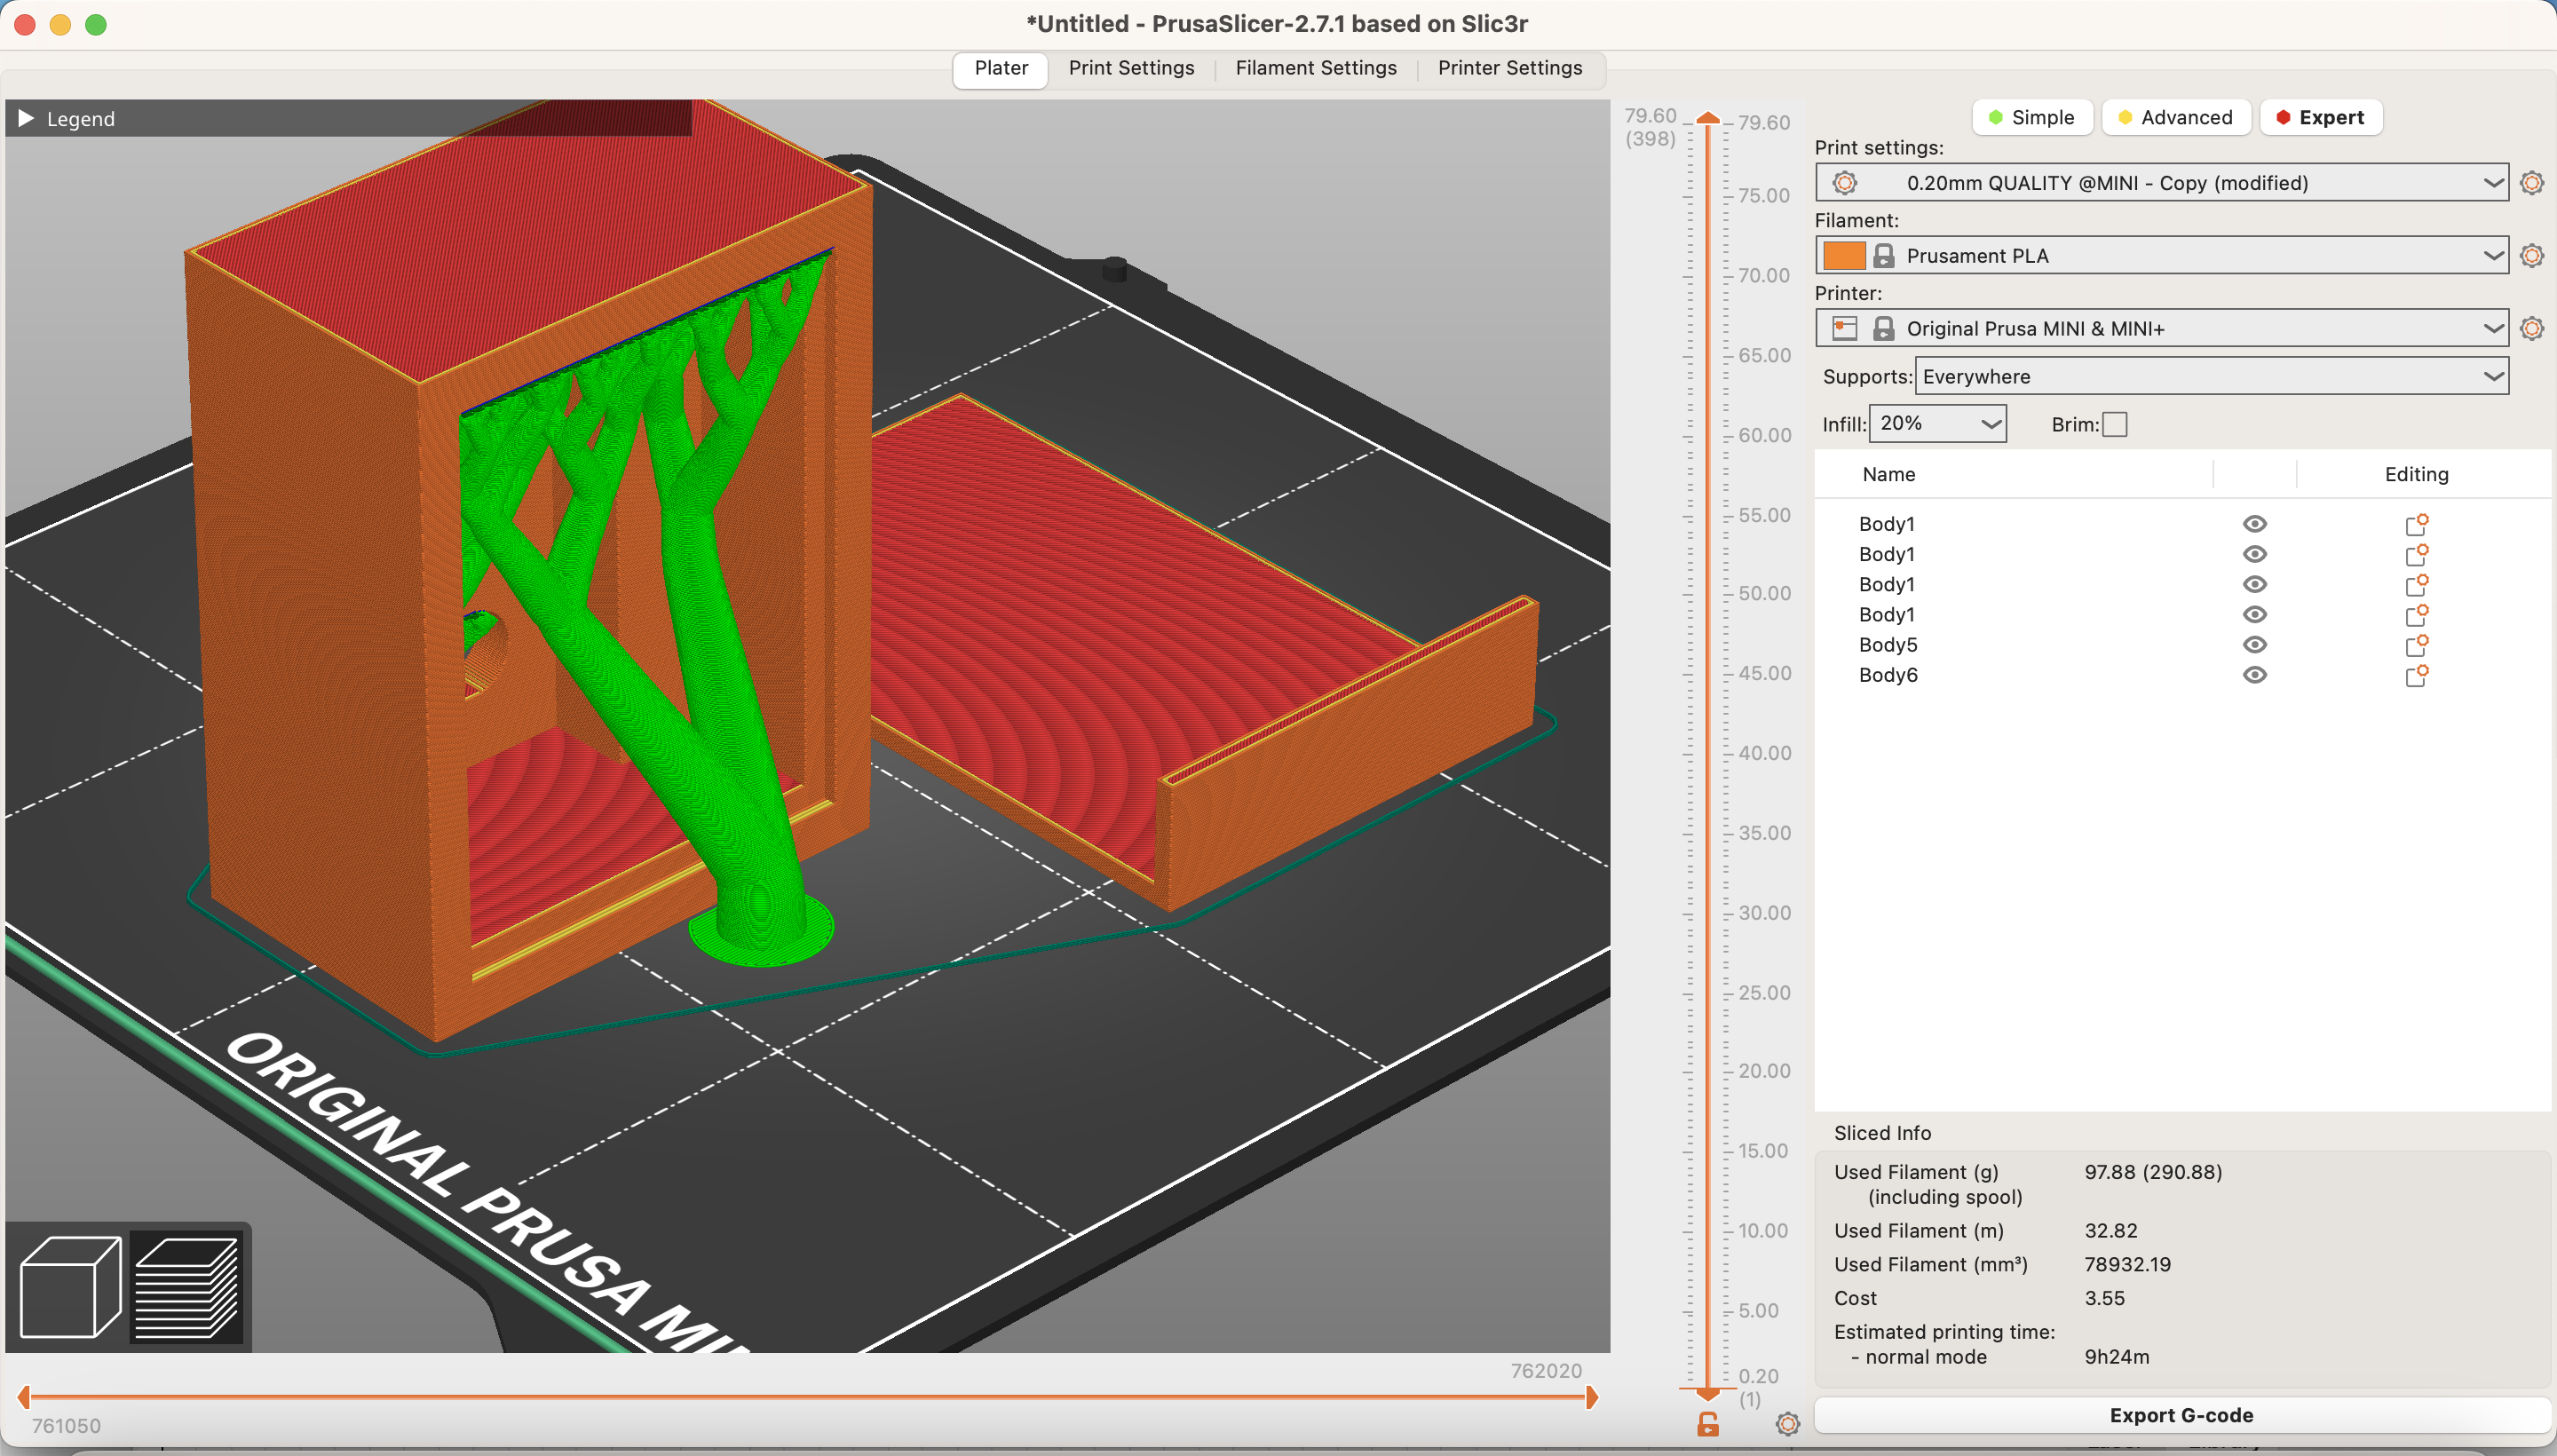 *Untitled - PrusaSlicer-2.7.1 based on Slic3r
Plater Print Settings Filament Settings Printer Settings
Legend
79.60
(398)
79.60
75.00
70.00
65.00
60.00
55.00
50.00
45.00
40.00
35.00
30.00
25.00
20.00
15.00
10.00
5.00
0.20
(1)
ORIGINAL PRUSA MINI
762020
761050
Simple Advanced Expert
Print settings:
0.20mm QUALITY @MINI - Copy (modified)
Filament:
Prusament PLA
Printer:
Original Prusa MINI & MINI+
Supports: Everywhere
Infill: 20% Brim:
Name Editing
Body1
Body1
Body1
Body1
Body5
Body6
Sliced Info
Used Filament (g) 97.88 (290.88)
(including spool)
Used Filament (m) 32.82
Used Filament (mm³) 78932.19
Cost 3.55
Estimated printing time:
- normal mode 9h24m
Export G-code